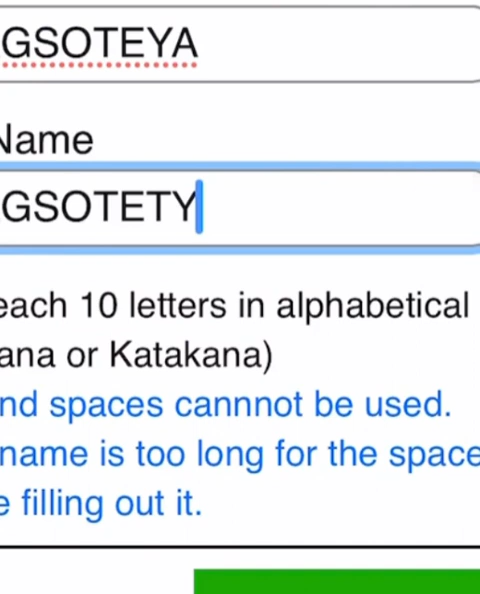 GSOTEYA
Name
GSOTETY
each 10 letters in alphabetical
ana or Katakana)
nd spaces cannnot be used.
name is too long for the space
e filling out it.